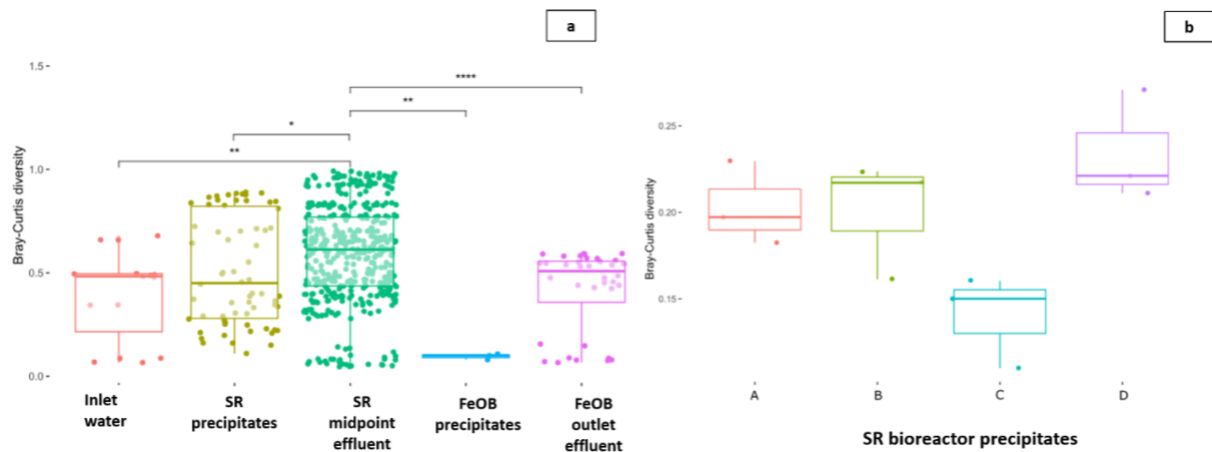 a
1.5
1.0
0.5
0.0
Bray-Curtis diversity
****
**
*
**
Inlet
water
SR
precipitates
SR
midpoint
effluent
FeOB
precipitates
FeOB
outlet
effluent
b
0.25
0.20
0.15
Bray-Curtis diversity
A
B
C
D
SR bioreactor precipitates